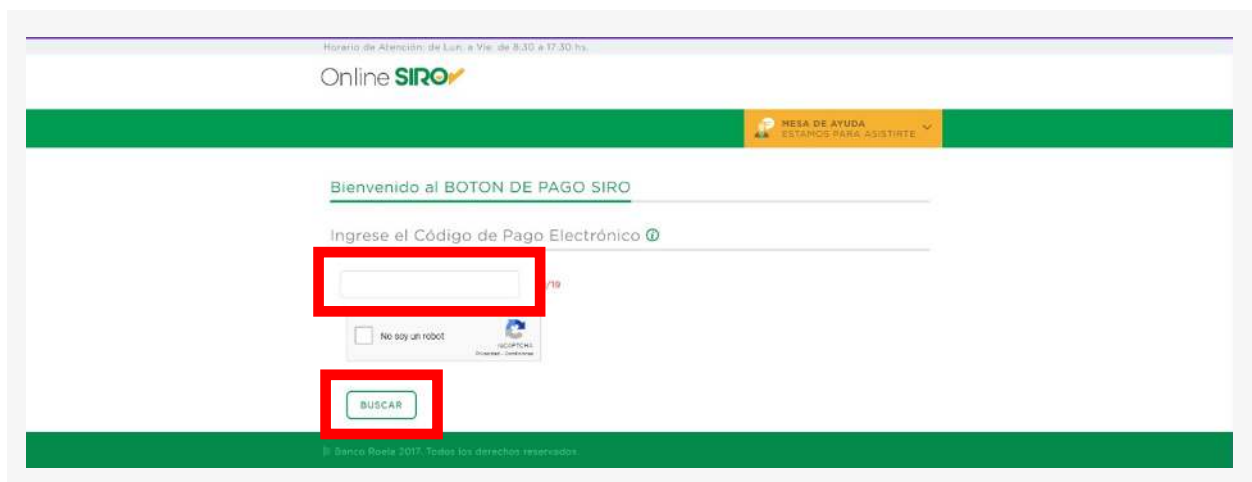 Horario de Atención: de Lun. a Vie. de 8:30 a 17:30 hs.
Online SIRO
MESA DE AYUDA
ESTAMOS PARA ASISTIRTE
Bienvenido al BOTON DE PAGO SIRO
Ingrese el Código de Pago Electrónico
/19
No soy un robot
reCAPTCHA
Privacidad - Condiciones
BUSCAR
Banco Roela 2017. Todos los derechos reservados.